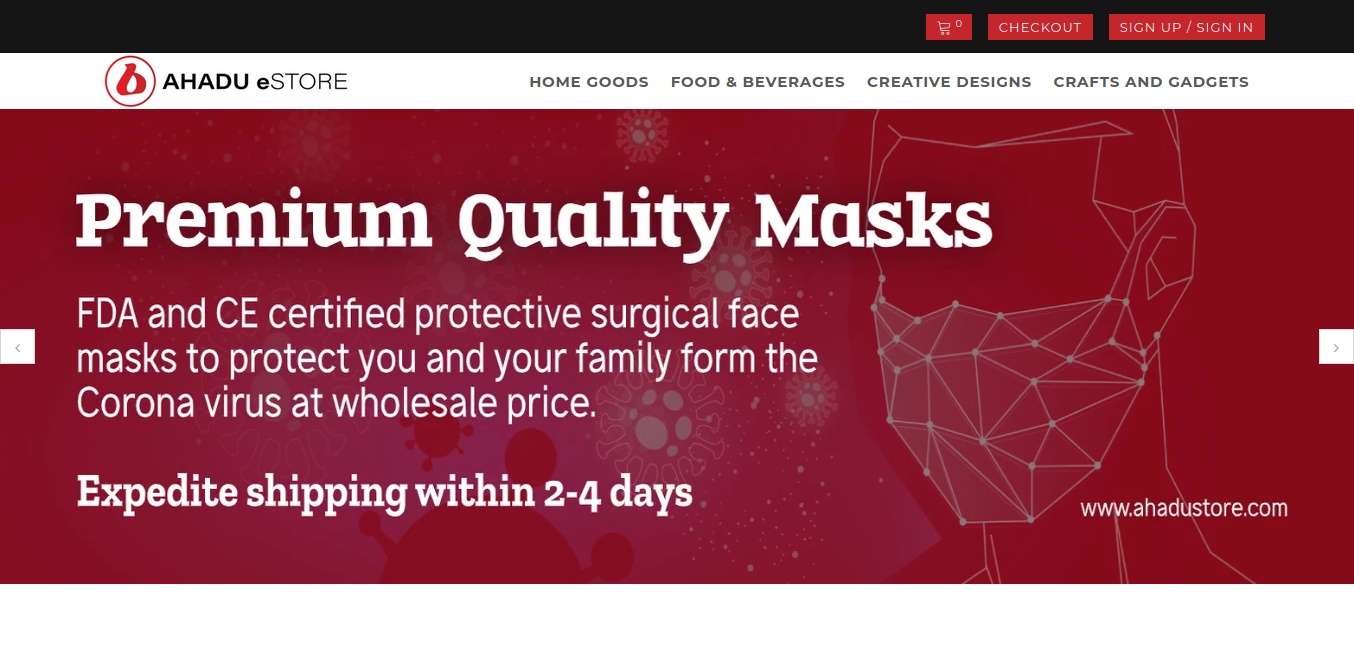 0
CHECKOUT
SIGN UP / SIGN IN
AHADU eSTORE
HOME GOODS
FOOD & BEVERAGES
CREATIVE DESIGNS
CRAFTS AND GADGETS
Premium Quality Masks
FDA and CE certified protective surgical face
masks to protect you and your family form the
Corona virus at wholesale price.
Expedite shipping within 2-4 days
www.ahadustore.com